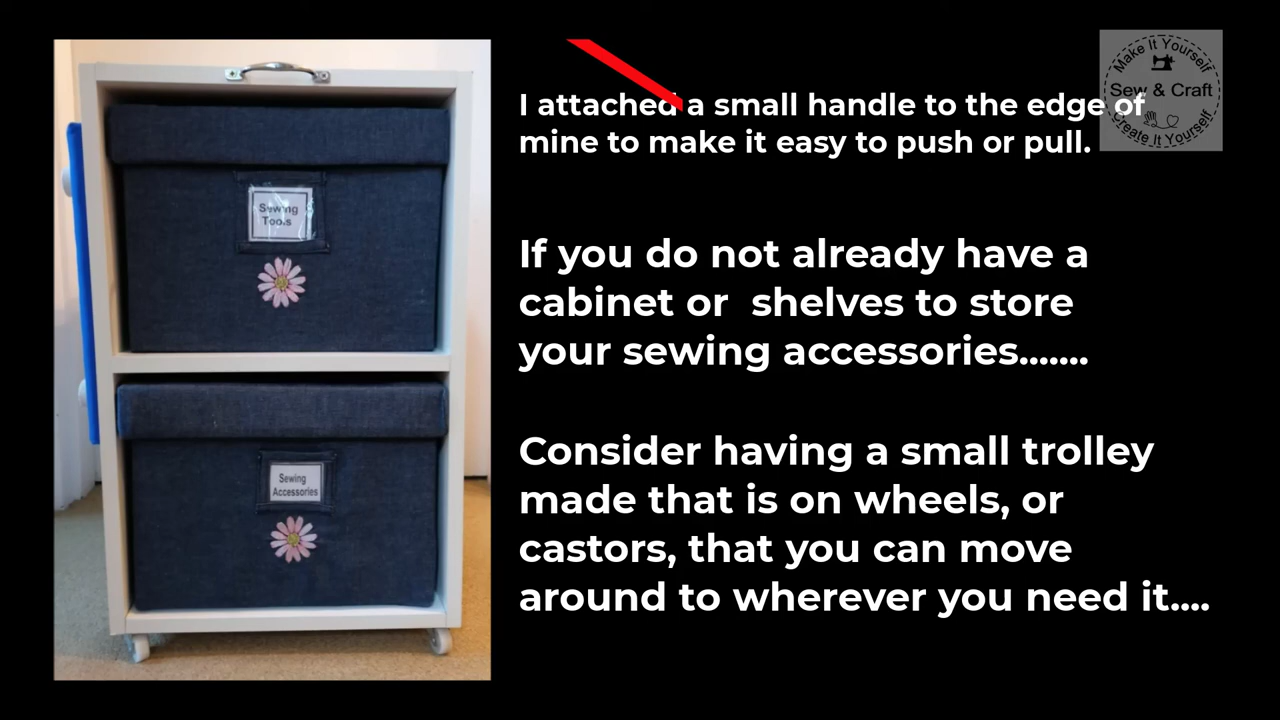 Sewing
Tools
Sewing
Accessories
I attached a small handle to the edge of
mine to make it easy to push or pull.
If you do not already have a
cabinet or shelves to store
your sewing accessories.......
Consider having a small trolley
made that is on wheels, or
castors, that you can move
around to wherever you need it....
Make It Yourself
Sew & Craft
Create It Yourself